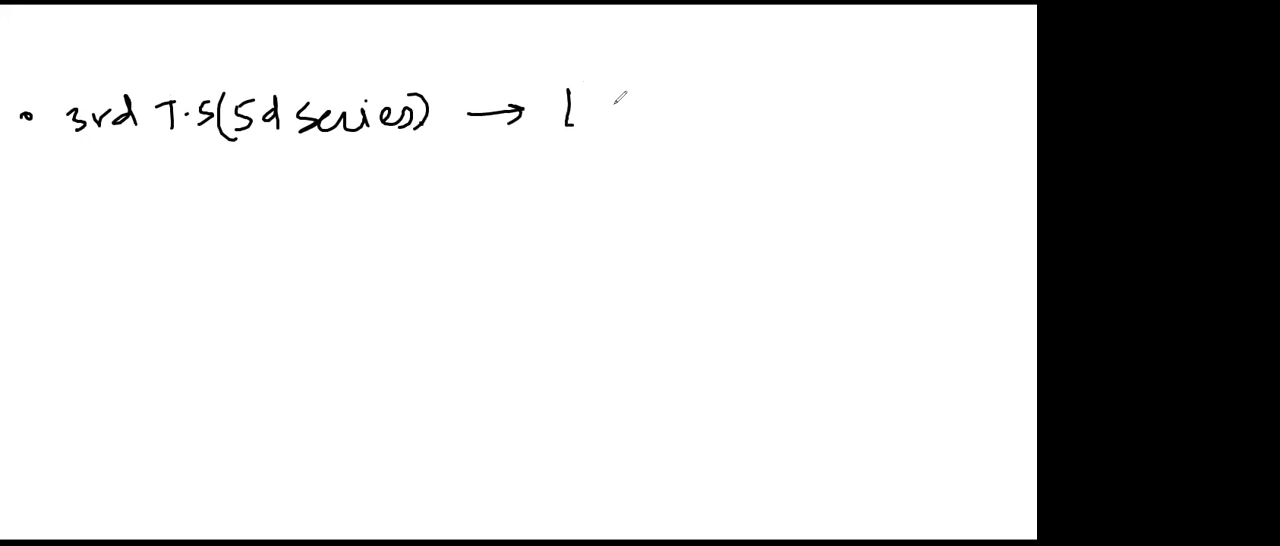 • 3rd T.S(5d series) → L